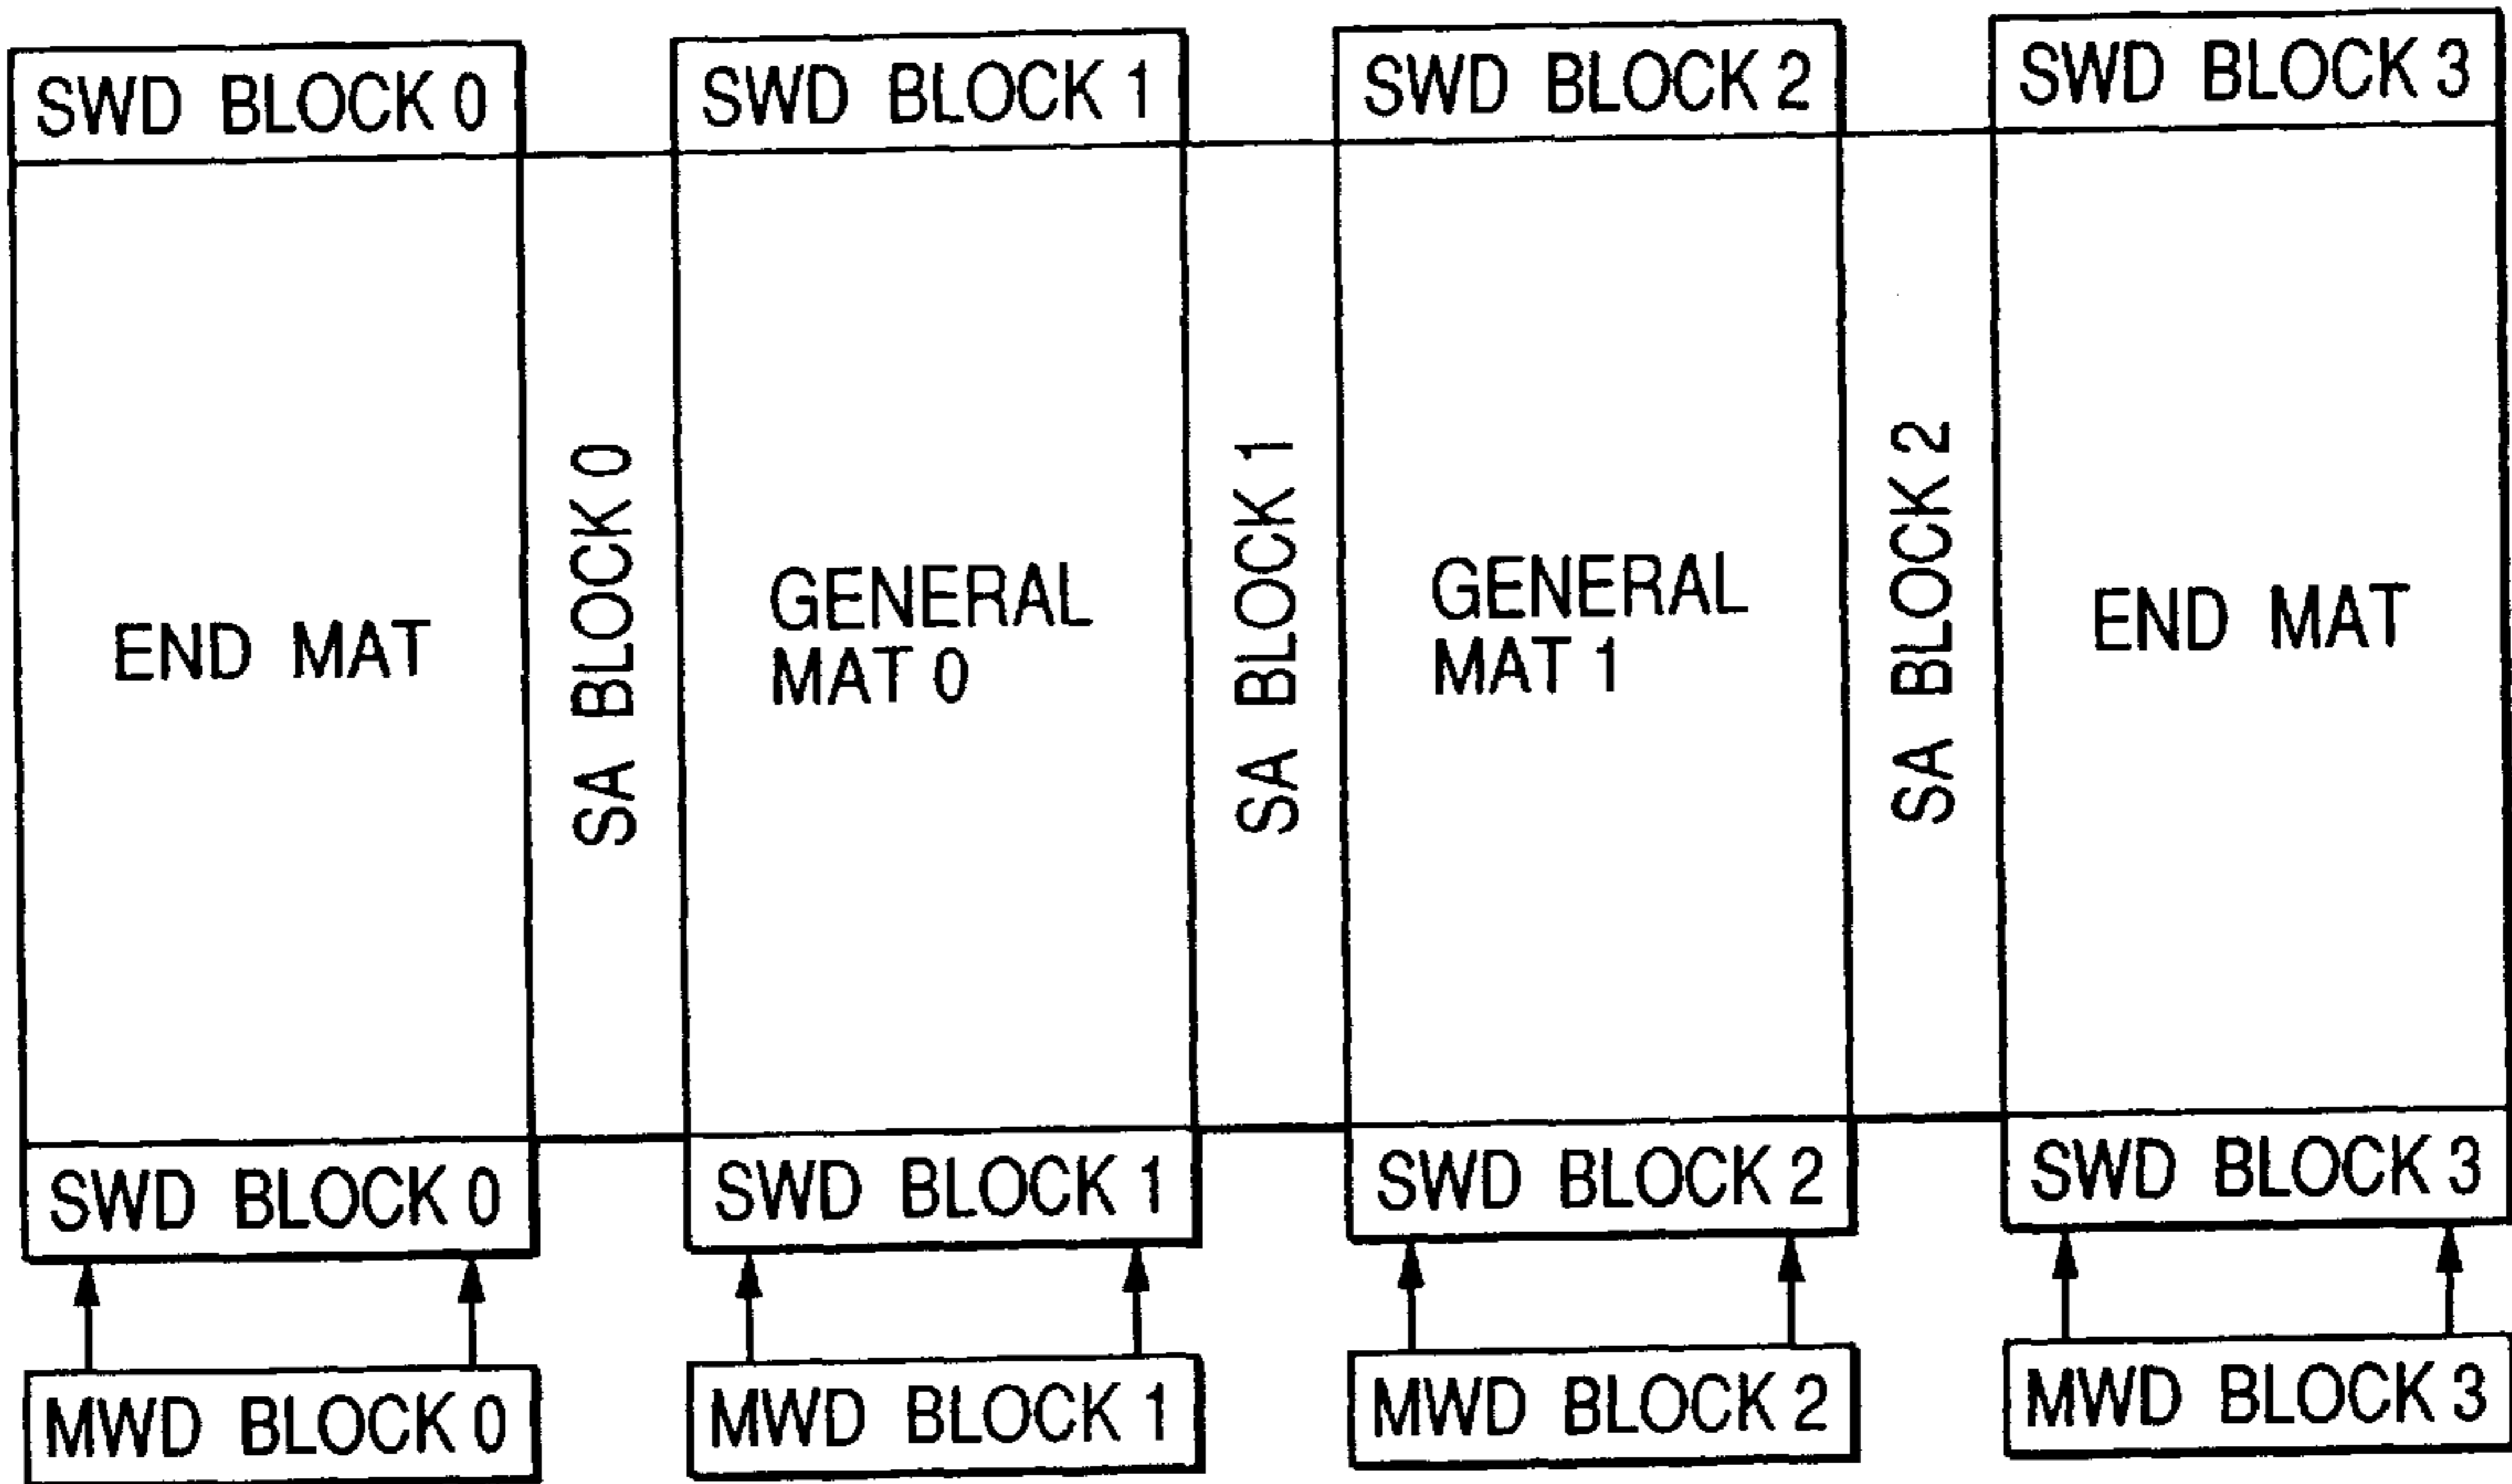 SWD BLOCK 0
SWD BLOCK 1
SWD BLOCK 2
SWD BLOCK 3
END MAT
SA BLOCK 0
GENERAL
MAT 0
SA BLOCK 1
GENERAL
MAT 1
SA BLOCK 2
END MAT
SWD BLOCK 0
SWD BLOCK 1
SWD BLOCK 2
SWD BLOCK 3
MWD BLOCK 0
MWD BLOCK 1
MWD BLOCK 2
MWD BLOCK 3